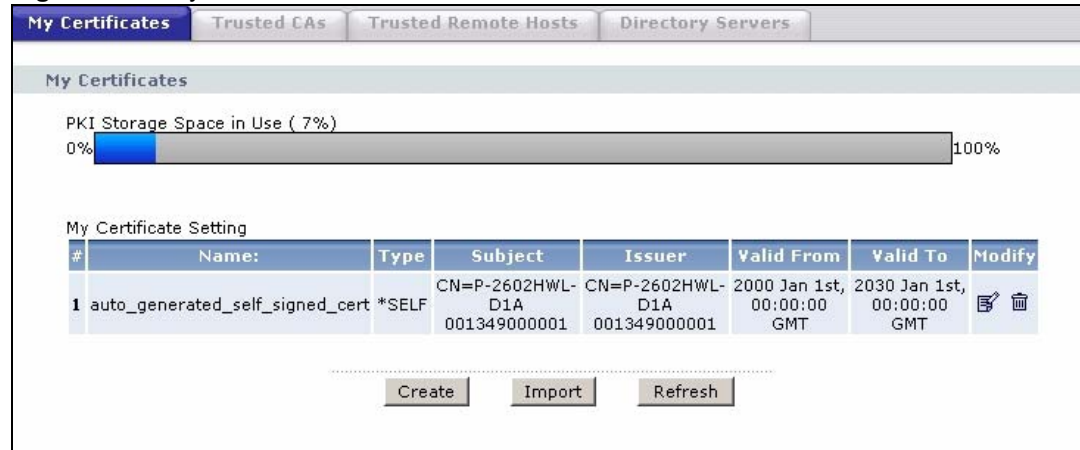 My Certificates Trusted CAs Trusted Remote Hosts Directory Servers
My Certificates
PKI Storage Space in Use ( 7%)
0% 100%
My Certificate Setting
# Name: Type Subject Issuer Valid From Valid To Modify
1 auto_generated_self_signed_cert *SELF CN=P-2602HWL-D1A 001349000001 CN=P-2602HWL-D1A 001349000001 2000 Jan 1st, 00:00:00 GMT 2030 Jan 1st, 00:00:00 GMT
Create Import Refresh